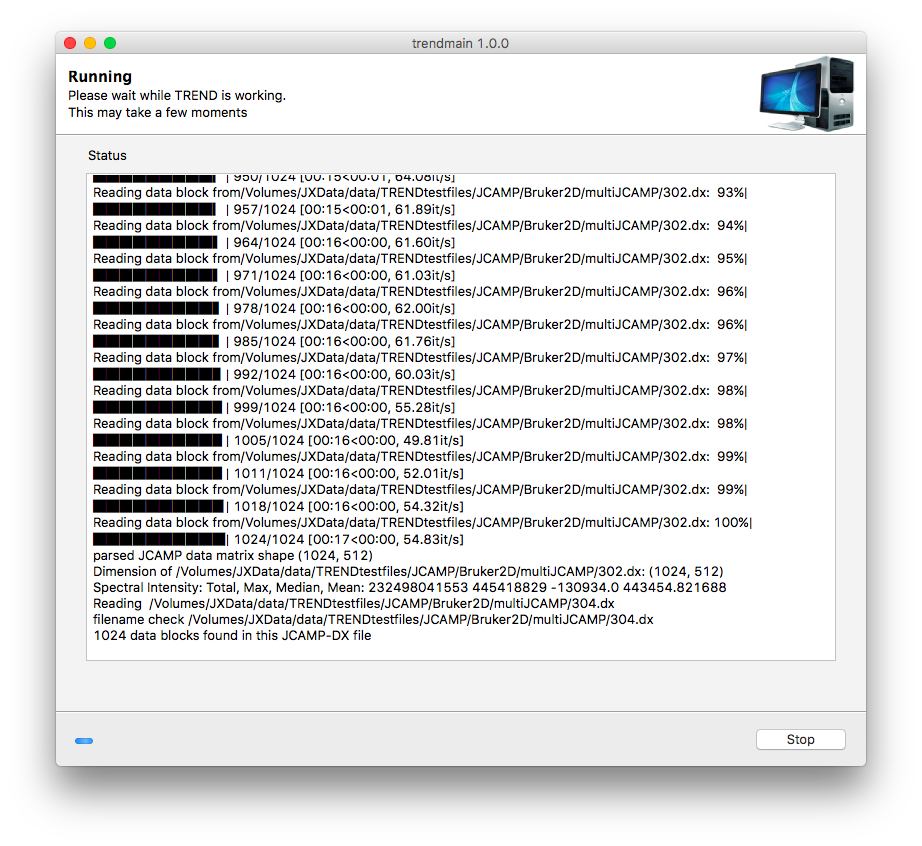 trendmain 1.0.0
Running
Please wait while TREND is working.
This may take a few moments
Status
| 950/1024 [00:15<00:01, 64.08it/s]
Reading data block from/Volumes/JXData/data/TRENDtestfiles/JCAMP/Bruker2D/multiJCAMP/302.dx: 93%|
| 957/1024 [00:15<00:01, 61.89it/s]
Reading data block from/Volumes/JXData/data/TRENDtestfiles/JCAMP/Bruker2D/multiJCAMP/302.dx: 94%|
| 964/1024 [00:16<00:00, 61.60it/s]
Reading data block from/Volumes/JXData/data/TRENDtestfiles/JCAMP/Bruker2D/multiJCAMP/302.dx: 95%|
| 971/1024 [00:16<00:00, 61.03it/s]
Reading data block from/Volumes/JXData/data/TRENDtestfiles/JCAMP/Bruker2D/multiJCAMP/302.dx: 96%|
| 978/1024 [00:16<00:00, 62.00it/s]
Reading data block from/Volumes/JXData/data/TRENDtestfiles/JCAMP/Bruker2D/multiJCAMP/302.dx: 96%|
| 985/1024 [00:16<00:00, 61.76it/s]
Reading data block from/Volumes/JXData/data/TRENDtestfiles/JCAMP/Bruker2D/multiJCAMP/302.dx: 97%|
| 992/1024 [00:16<00:00, 60.03it/s]
Reading data block from/Volumes/JXData/data/TRENDtestfiles/JCAMP/Bruker2D/multiJCAMP/302.dx: 98%|
| 999/1024 [00:16<00:00, 55.28it/s]
Reading data block from/Volumes/JXData/data/TRENDtestfiles/JCAMP/Bruker2D/multiJCAMP/302.dx: 98%|
| 1005/1024 [00:16<00:00, 49.81it/s]
Reading data block from/Volumes/JXData/data/TRENDtestfiles/JCAMP/Bruker2D/multiJCAMP/302.dx: 99%|
| 1011/1024 [00:16<00:00, 52.01it/s]
Reading data block from/Volumes/JXData/data/TRENDtestfiles/JCAMP/Bruker2D/multiJCAMP/302.dx: 99%|
| 1018/1024 [00:16<00:00, 54.32it/s]
Reading data block from/Volumes/JXData/data/TRENDtestfiles/JCAMP/Bruker2D/multiJCAMP/302.dx: 100%|
| 1024/1024 [00:17<00:00, 54.83it/s]
parsed JCAMP data matrix shape (1024, 512)
Dimension of /Volumes/JXData/data/TRENDtestfiles/JCAMP/Bruker2D/multiJCAMP/302.dx: (1024, 512)
Spectral Intensity: Total, Max, Median, Mean: 232498041553 445418829 -130934.0 443454.821688
Reading  /Volumes/JXData/data/TRENDtestfiles/JCAMP/Bruker2D/multiJCAMP/304.dx
filename check /Volumes/JXData/data/TRENDtestfiles/JCAMP/Bruker2D/multiJCAMP/304.dx
1024 data blocks found in this JCAMP-DX file
Stop